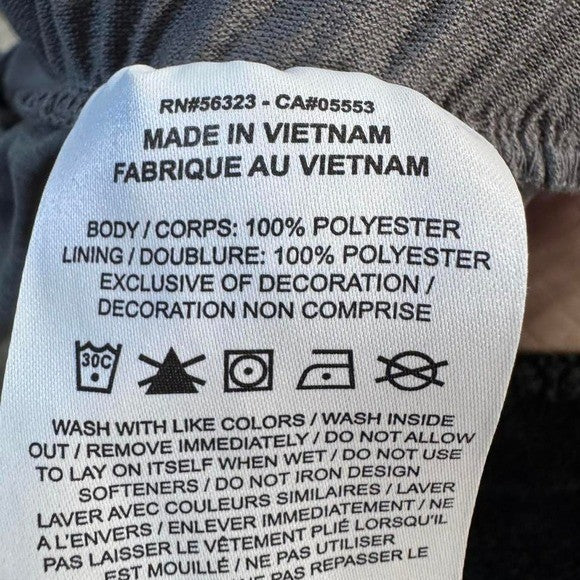 RN#56323 - CA#05553
MADE IN VIETNAM
FABRIQUE AU VIETNAM
BODY / CORPS: 100% POLYESTER
LINING / DOUBLURE: 100% POLYESTER
EXCLUSIVE OF DECORATION /
DECORATION NON COMPRISE
30C
WASH WITH LIKE COLORS / WASH INSIDE
OUT / REMOVE IMMEDIATELY / DO NOT ALLOW
TO LAY ON ITSELF WHEN WET / DO NOT USE
SOFTENERS / DO NOT IRON DESIGN
LAVER AVEC COULEURS SIMILAIRES / LAVER
A L'ENVERS / ENLEVER IMMEDIATEMENT / NE
PAS LAISSER LE VÊTEMENT PLIÉ LORSQU'IL
EST MOUILLÉ / NE PAS UTILISER
PAS REPASSER LE